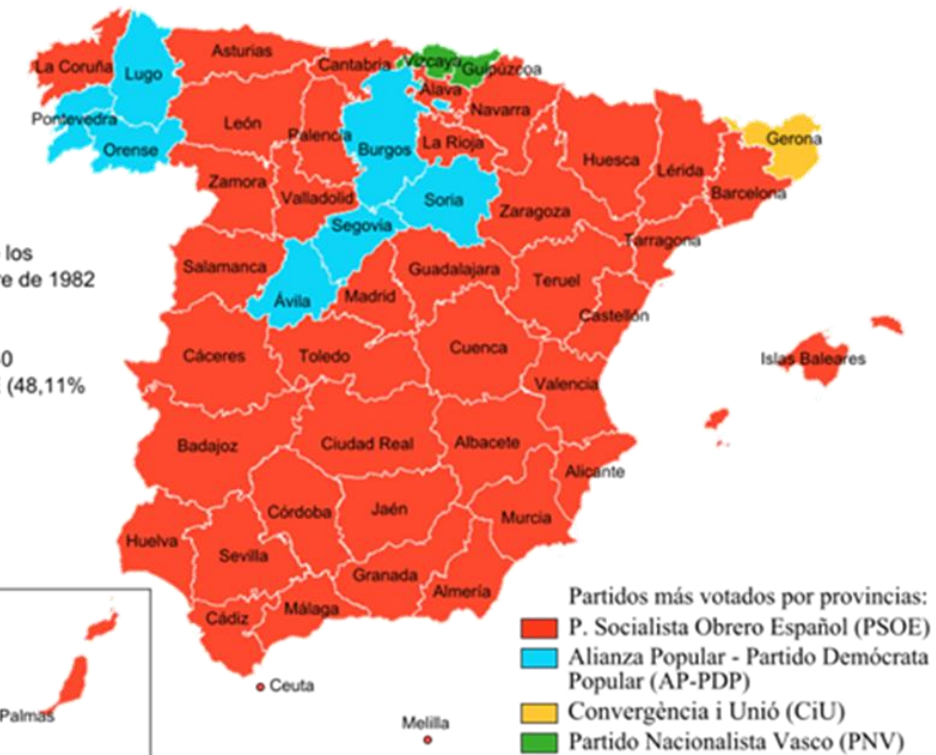 La Coruña
Lugo
Asturias
Cantabria
Vizcaya
Guipúzcoa
Álava
Navarra
Pontevedra
Orense
León
Palencia
Burgos
La Rioja
Huesca
Lérida
Gerona
Barcelona
Zamora
Valladolid
Soria
Zaragoza
Segovia
Tarragona
los
re de 1982
Salamanca
Ávila
Madrid
Guadalajara
Teruel
Castellón
0
(48,11%
Cáceres
Toledo
Cuenca
Valencia
Islas Baleares
Badajoz
Ciudad Real
Albacete
Alicante
Huelva
Sevilla
Córdoba
Jaén
Murcia
Granada
Almería
Cádiz
Málaga
Ceuta
Melilla
Palmas
Partidos más votados por provincias:
P. Socialista Obrero Español (PSOE)
Alianza Popular - Partido Demócrata
Popular (AP-PDP)
Convergència i Unió (CiU)
Partido Nacionalista Vasco (PNV)